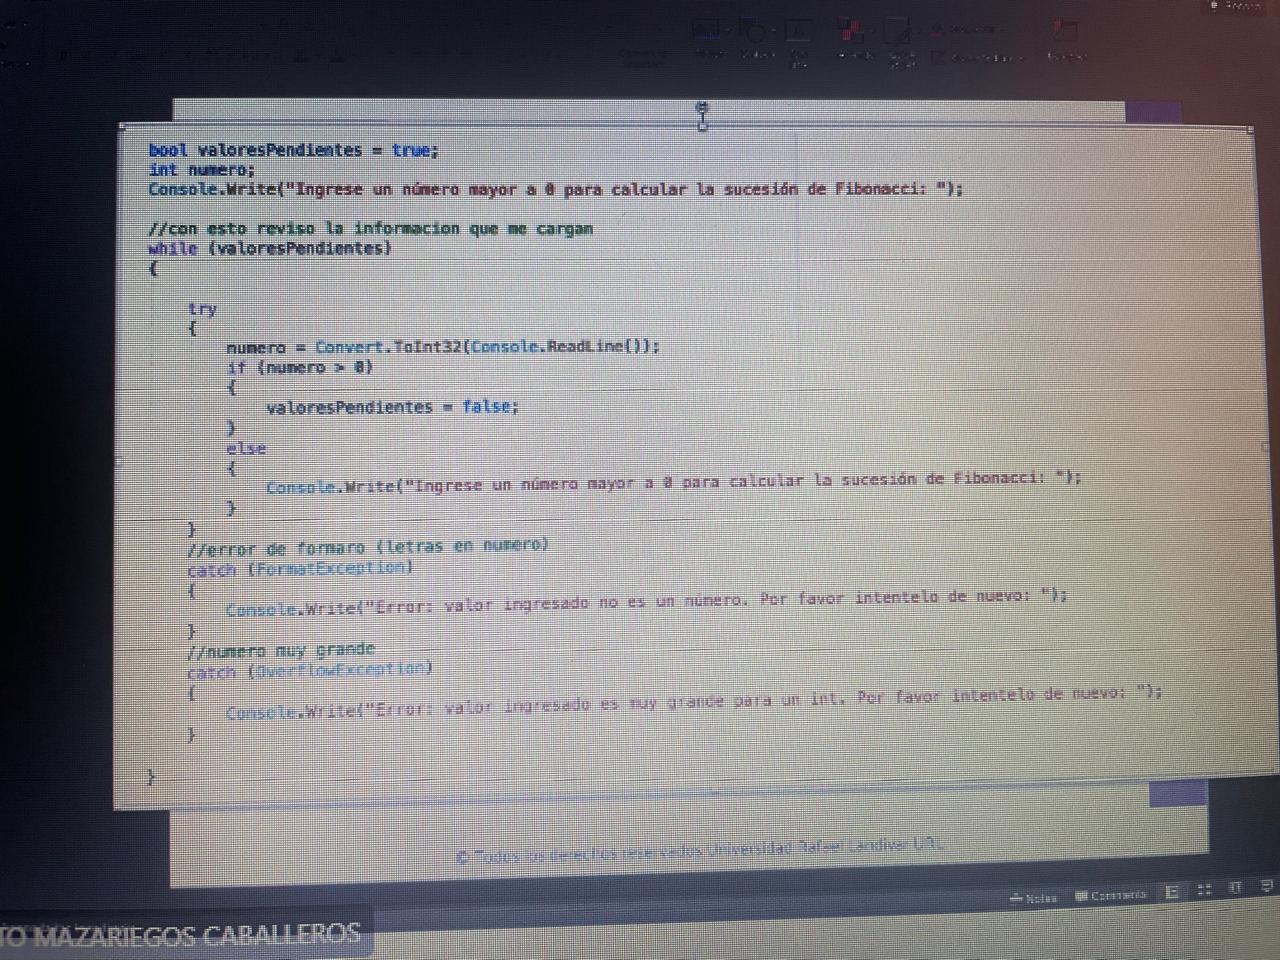 bool valoresPendientes = true;
int numero;
Console.Write("Ingrese un número mayor a 0 para calcular la sucesión de Fibonacci: ");
//con esto reviso la informacion que me cargan
while (valoresPendientes)
{
try
{
numero = Convert.ToInt32(Console.ReadLine());
if (numero > 0)
{
valoresPendientes = false;
}
else
{
Console.Write("Ingrese un número mayor a 0 para calcular la sucesión de Fibonacci: ");
}
}
//error de formaro (letras en numero)
catch (FormatException)
{
Console.Write("Error: valor ingresado no es un número. Por favor intentelo de nuevo: ");
}
//numero muy grande
catch (OverflowException)
{
Console.Write("Error: valor ingresado es muy grande para un int. Por favor intentelo de nuevo: ");
}
}
© Todos los derechos reservados Universidad Rafael Landívar URL
Notes Comments
TO MAZARIEGOS CABALLEROS